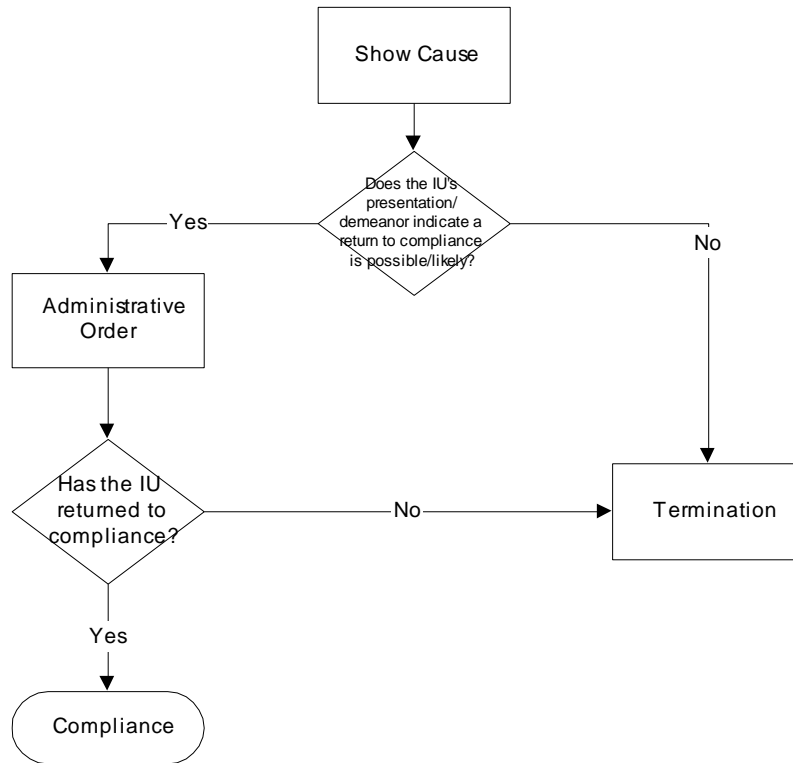 Show Cause
Does the IU's
presentation/
demeanor indicate a
return to compliance
is possible/likely?
Yes
No
Administrative
Order
Has the IU
returned to
compliance?
No
Termination
Yes
Compliance